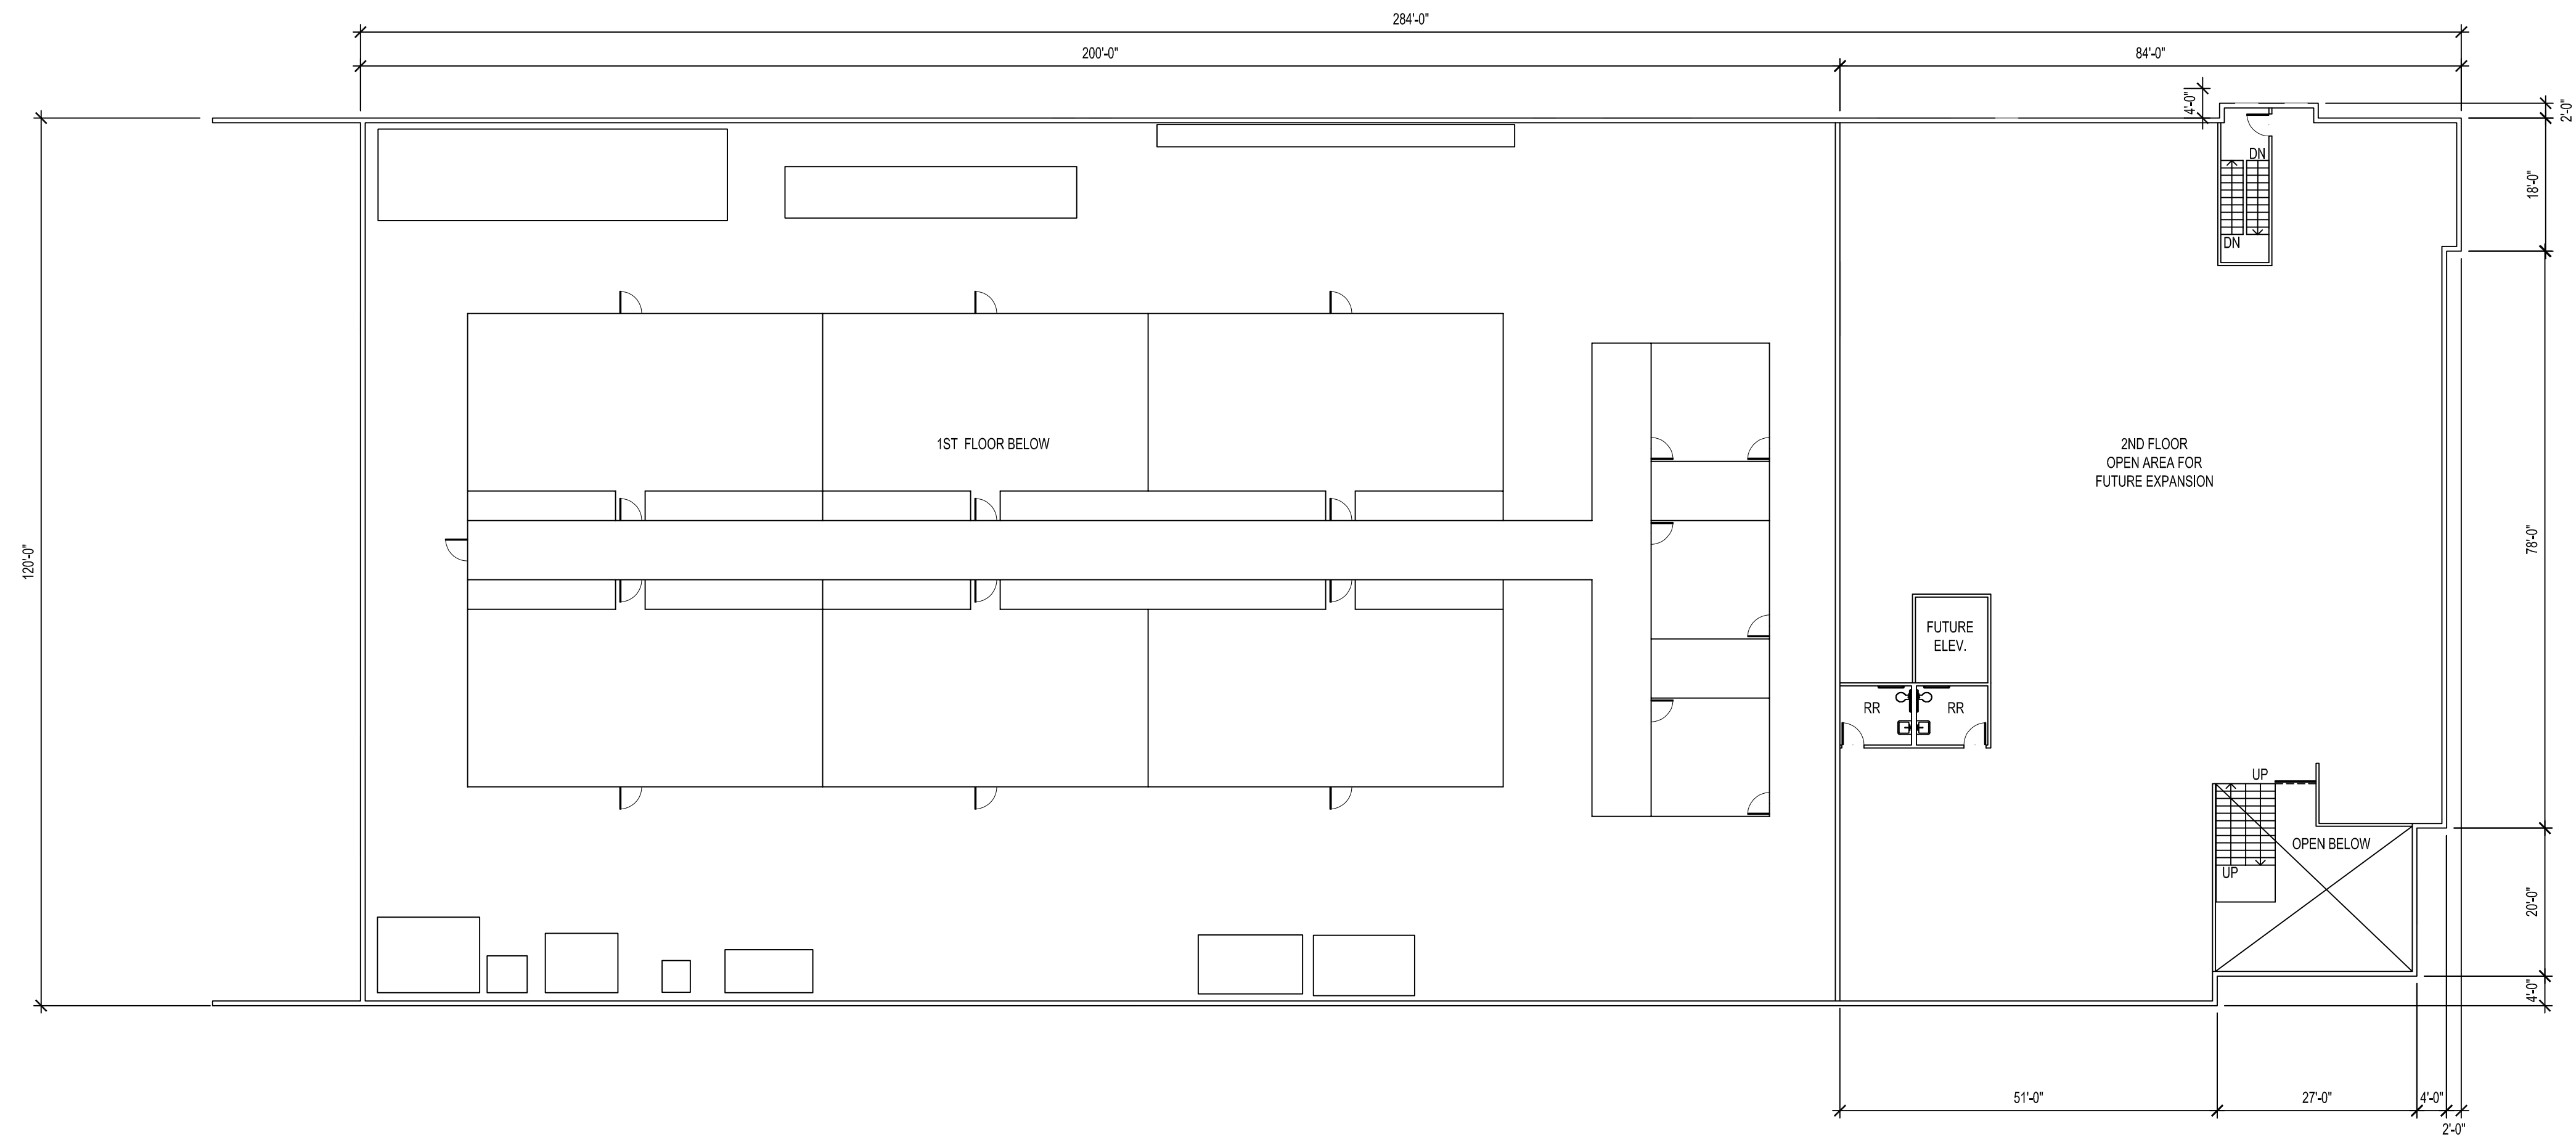 284'-0"
200'-0"
84'-0"
4'-0"
2'-0"
DN
18'-0"
DN
1ST FLOOR BELOW
2ND FLOOR
OPEN AREA FOR
FUTURE EXPANSION
120'-0"
78'-0"
FUTURE
ELEV.
RR
RR
UP
OPEN BELOW
UP
20'-0"
4'-0"
51'-0"
27'-0"
4'-0"
2'-0"